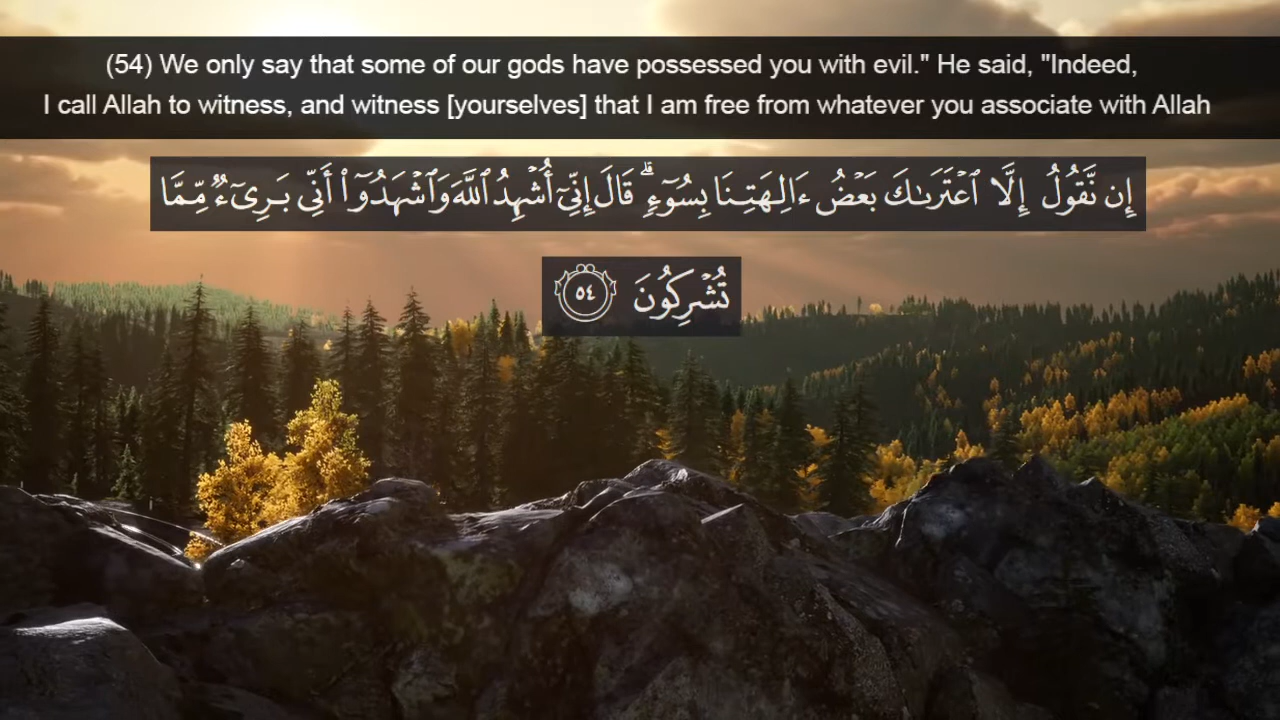 (54) We only say that some of our gods have possessed you with evil." He said, "Indeed,
I call Allah to witness, and witness [yourselves] that I am free from whatever you associate with Allah
إِن نَّقُولُ إِلَّا ٱعْتَرَىٰكَ بَعْضُ ءَالِهَتِنَا بِسُوٓءٍۗ قَالَ إِنِّىٓ أُشْهِدُ ٱللَّهَ وَٱشْهَدُوٓا۟ أَنِّى بَرِىٓءٌ مِّمَّا
تُشْرِكُونَ ٥٤